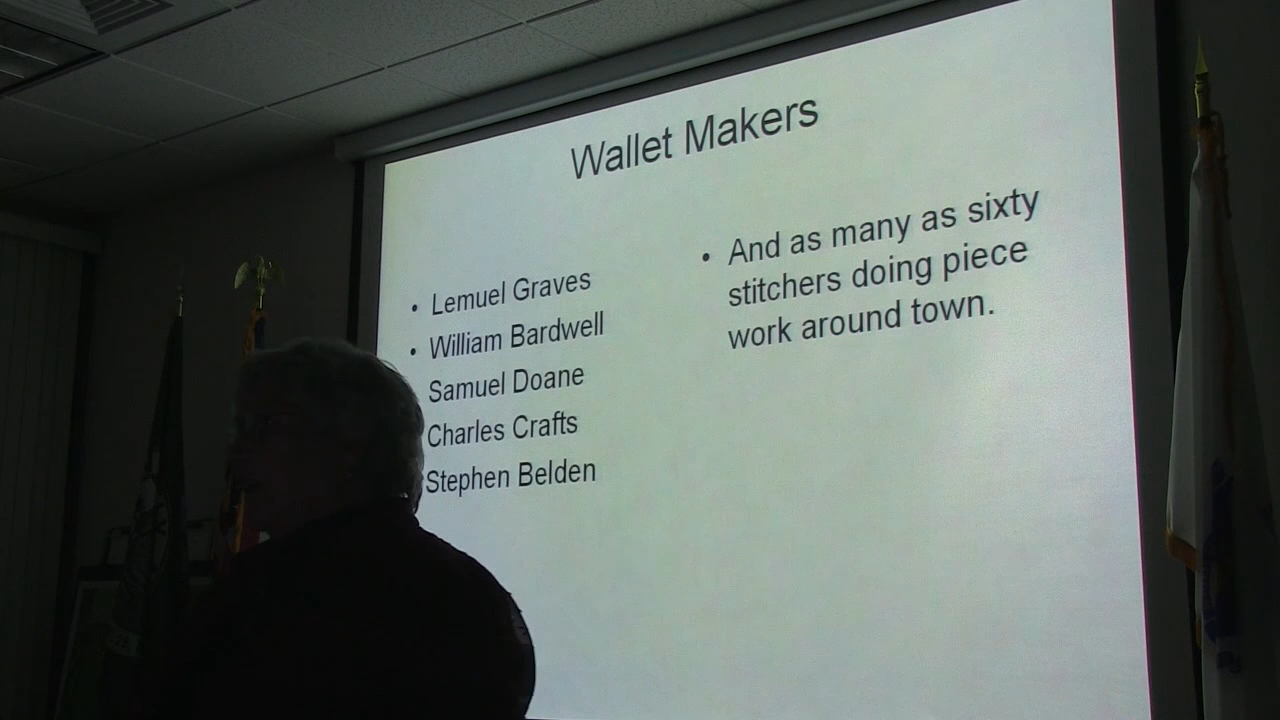 Wallet Makers
• Lemuel Graves
• William Bardwell
Samuel Doane
Charles Crafts
Stephen Belden
• And as many as sixty
stitchers doing piece
work around town.